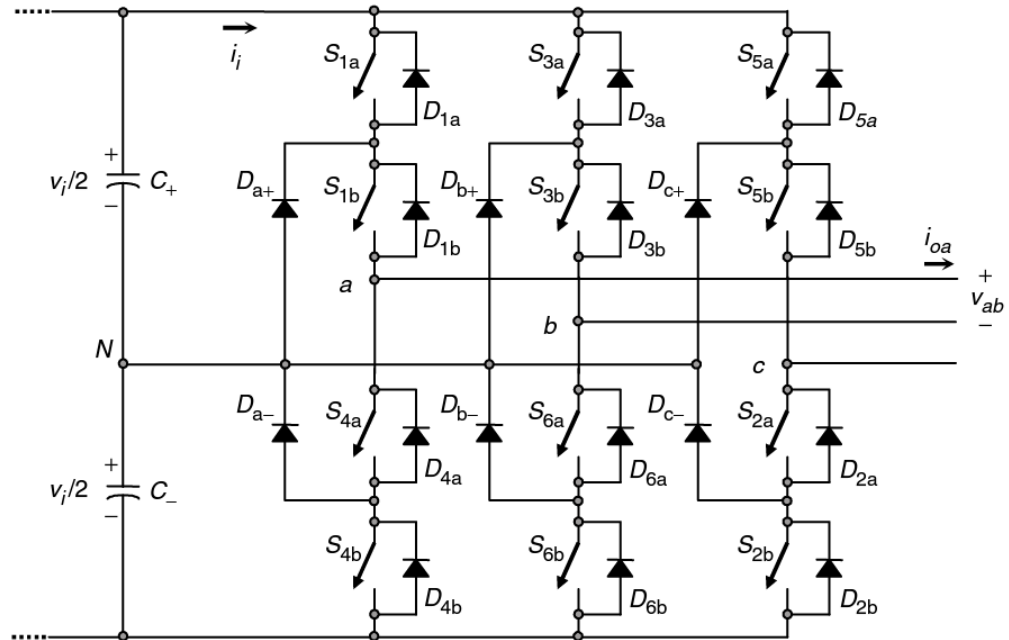 i_i
S_1a S_3a S_5a
D_1a D_3a D_5a
+
v_i/2 C_+
−
D_a+ S_1b D_b+ S_3b D_c+ S_5b
D_1b D_3b D_5b
i_oa
a
+
v_ab
−
b
N
c
D_a− S_4a D_b− S_6a D_c− S_2a
D_4a D_6a D_2a
+
v_i/2 C_−
−
S_4b S_6b S_2b
D_4b D_6b D_2b